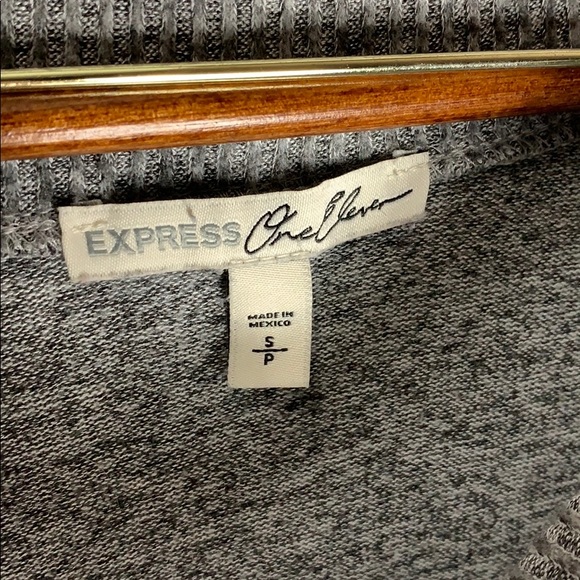 EXPRESS One Eleven
MADE IN
MEXICO
S
P